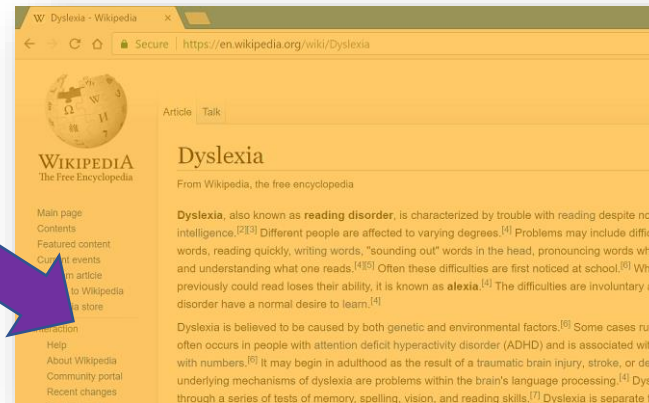 W Dyslexia - Wikipedia
Secure | https://en.wikipedia.org/wiki/Dyslexia
WIKIPEDIA
The Free Encyclopedia
Main page
Contents
Featured content
Current events
article
to Wikipedia
store
Interaction
Help
About Wikipedia
Community portal
Recent changes
Article Talk
Dyslexia
From Wikipedia, the free encyclopedia
Dyslexia, also known as reading disorder, is characterized by trouble with reading despite
intelligence.[2][3] Different people are affected to varying degrees.[4] Problems may include
words, reading quickly, writing words, "sounding out" words in the head, pronouncing words
and understanding what one reads.[4][5] Often these difficulties are first noticed at school.[6]
previously could read loses their ability, it is known as alexia.[4] The difficulties are involuntary
disorder have a normal desire to learn.[4]
Dyslexia is believed to be caused by both genetic and environmental factors.[6] Some cases
often occurs in people with attention deficit hyperactivity disorder (ADHD) and is associated
with numbers.[6] It may begin in adulthood as the result of a traumatic brain injury, stroke, or
underlying mechanisms of dyslexia are problems within the brain's language processing.[4]
through a series of tests of memory, spelling, vision, and reading skills.[7] Dyslexia is separate